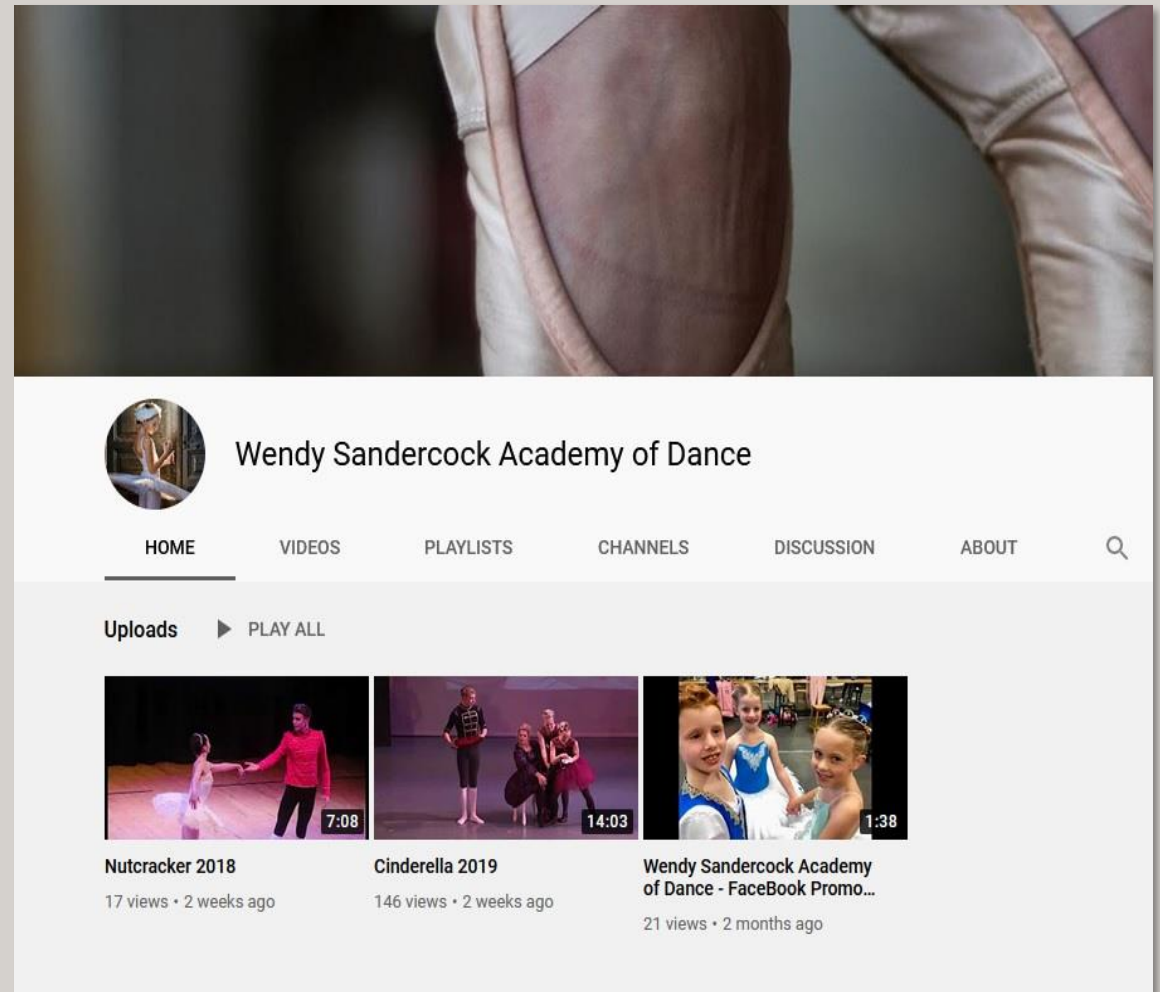 Wendy Sandercock Academy of Dance
HOME VIDEOS PLAYLISTS CHANNELS DISCUSSION ABOUT
Uploads PLAY ALL
7:08 14:03 1:38
Nutcracker 2018 Cinderella 2019 Wendy Sandercock Academy
of Dance - FaceBook Promo...
17 views • 2 weeks ago 146 views • 2 weeks ago
21 views • 2 months ago